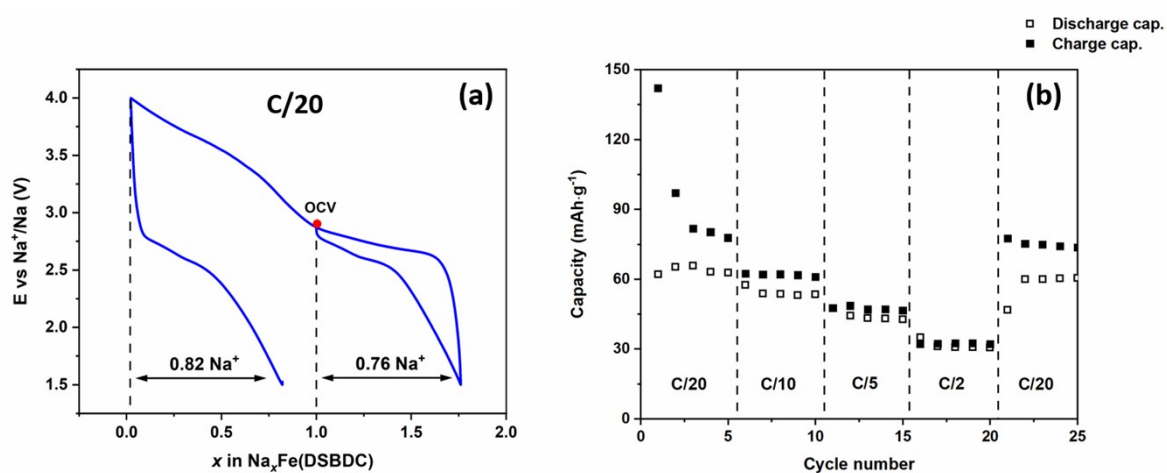 (a)
C/20
OCV
0.82 Na⁺
0.76 Na⁺
E vs Na⁺/Na (V)
4.0
3.5
3.0
2.5
2.0
1.5
0.0 0.5 1.0 1.5 2.0
x in NaₓFe(DSBDC)
Discharge cap.
Charge cap.
(b)
Capacity (mAh·g⁻¹)
150
120
90
60
30
0
C/20 C/10 C/5 C/2 C/20
0 5 10 15 20 25
Cycle number